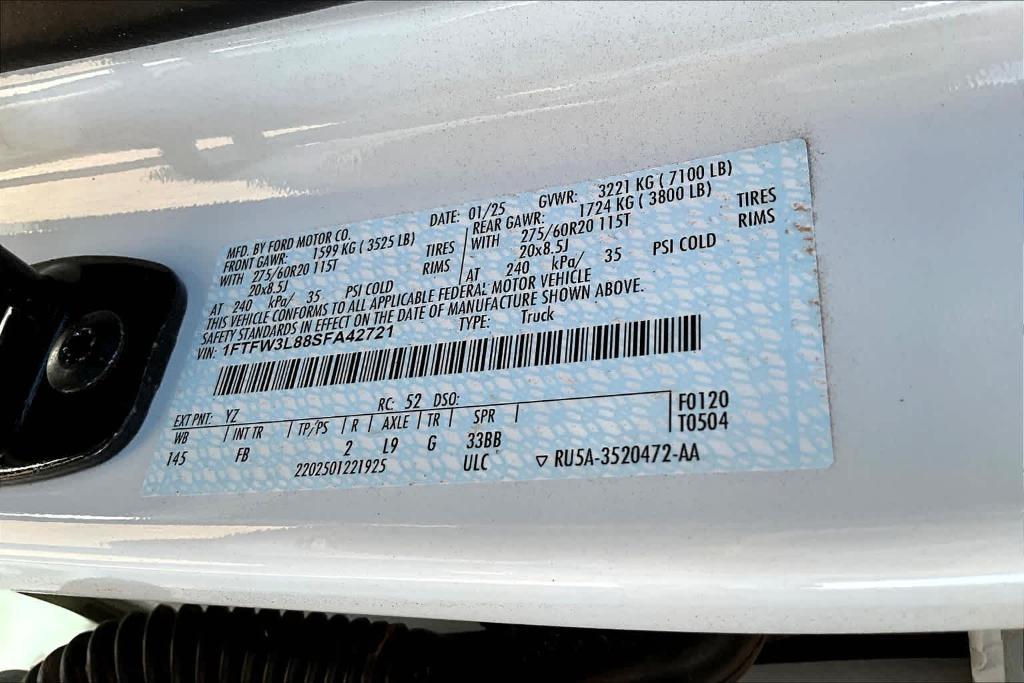 MFD. BY FORD MOTOR CO. DATE: 01/25 GVWR: 3221 KG ( 7100 LB)
FRONT GAWR: 1599 KG ( 3525 LB) REAR GAWR: 1724 KG ( 3800 LB)
WITH 275/60R20 115T TIRES WITH 275/60R20 115T TIRES
20x8.5J RIMS 20x8.5J RIMS
AT 240 kPa/ 35 PSI COLD AT 240 kPa/ 35 PSI COLD
THIS VEHICLE CONFORMS TO ALL APPLICABLE FEDERAL MOTOR VEHICLE
SAFETY STANDARDS IN EFFECT ON THE DATE OF MANUFACTURE SHOWN ABOVE.
VIN: 1FTFW3L88SFA42721 TYPE: Truck
EXT PNT: YZ RC: 52 DSO: F0120
WB | INT TR | TP/PS | R | AXLE | TR | SPR | T0504
145 FB 2 L9 G 33BB
2202501221925 ULC ▽ RU5A-3520472-AA